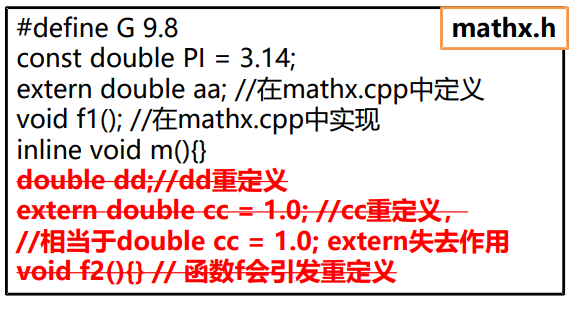 mathx.h
#define G 9.8
const double PI = 3.14;
extern double aa; //在mathx.cpp中定义
void f1(); //在mathx.cpp中实现
inline void m(){}
double dd;//dd重定义
extern double cc = 1.0; //cc重定义，
//相当于double cc = 1.0; extern失去作用
void f2(){} // 函数f会引发重定义